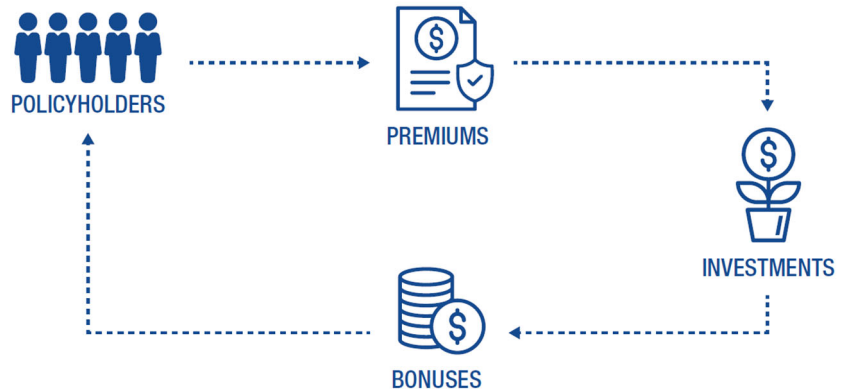 POLICYHOLDERS
$
PREMIUMS
$
INVESTMENTS
$
BONUSES